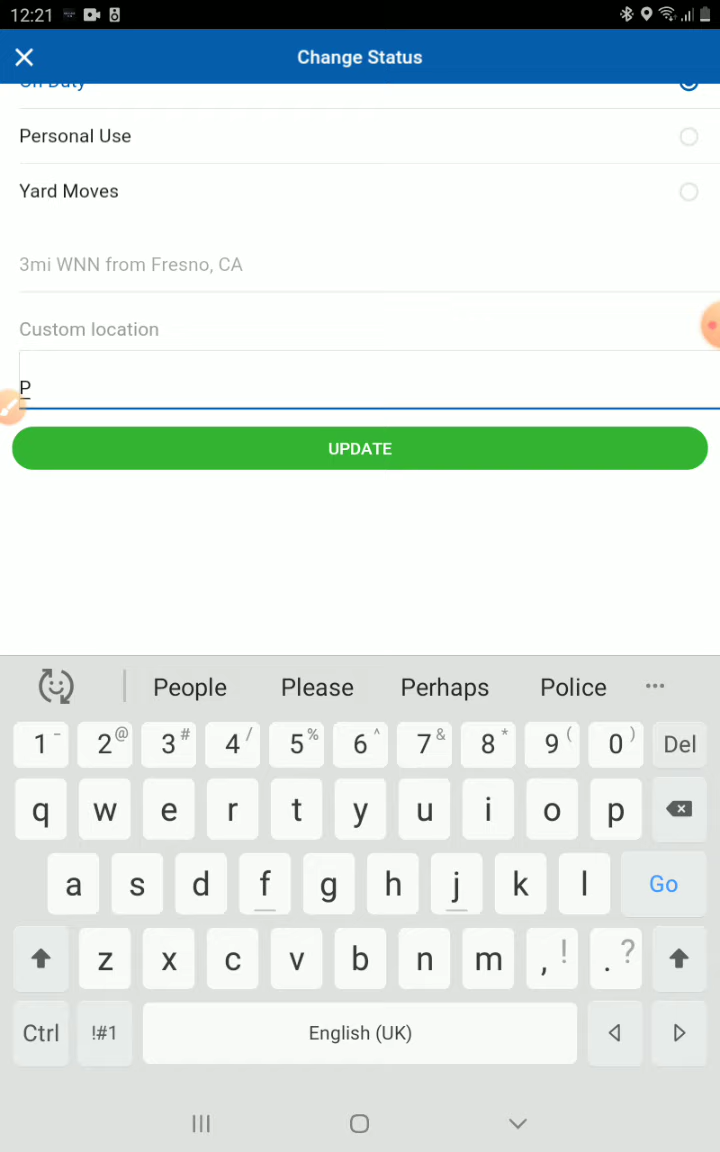 12:21
Change Status
On Duty
Personal Use
Yard Moves
3mi WNN from Fresno, CA
Custom location
P
UPDATE
People Please Perhaps Police ...
1 - 2 @ 3 # 4 / 5 % 6 ^ 7 & 8 * 9 ( 0 ) Del
q w e r t y u i o p
a s d f g h j k l Go
z x c v b n m , ! . ?
Ctrl !#1 English (UK)